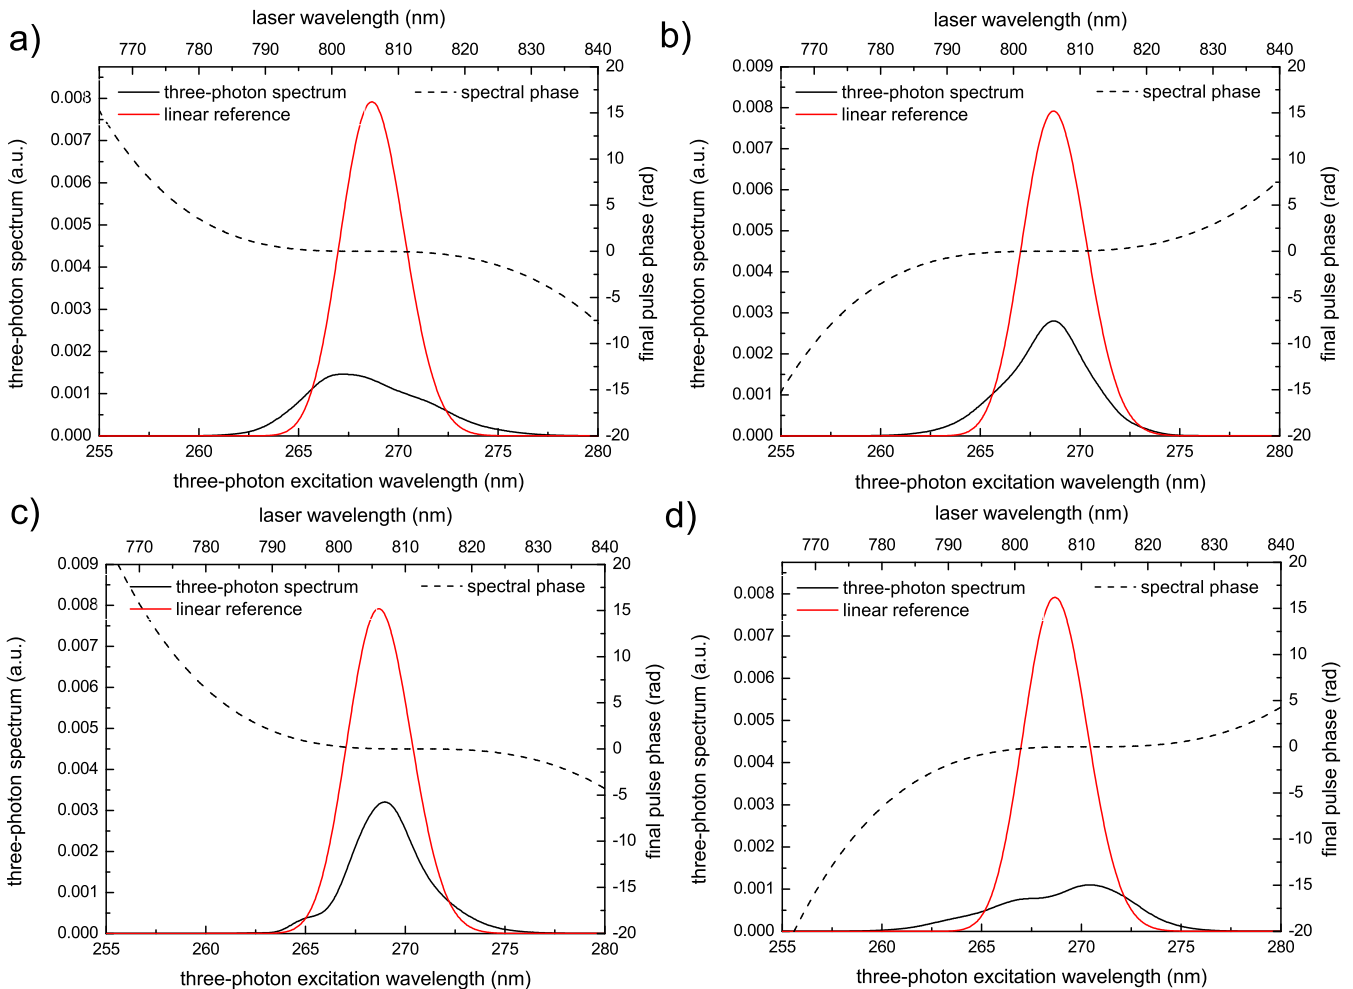 a)
laser wavelength (nm)
770 780 790 800 810 820 830 840
three-photon spectrum
linear reference
spectral phase
0.008
0.007
0.006
0.005
0.004
0.003
0.002
0.001
0.000
20
15
10
5
0
-5
-10
-15
-20
three-photon spectrum (a.u.)
final pulse phase (rad)
255 260 265 270 275 280
three-photon excitation wavelength (nm)
b)
laser wavelength (nm)
770 780 790 800 810 820 830 840
three-photon spectrum
linear reference
spectral phase
0.009
0.008
0.007
0.006
0.005
0.004
0.003
0.002
0.001
0.000
20
15
10
5
0
-5
-10
-15
-20
three-photon spectrum (a.u.)
final pulse phase (rad)
255 260 265 270 275 280
three-photon excitation wavelength (nm)
c)
laser wavelength (nm)
770 780 790 800 810 820 830 840
three-photon spectrum
linear reference
spectral phase
0.009
0.008
0.007
0.006
0.005
0.004
0.003
0.002
0.001
0.000
20
15
10
5
0
-5
-10
-15
-20
three-photon spectrum (a.u.)
final pulse phase (rad)
255 260 265 270 275 280
three-photon excitation wavelength (nm)
d)
laser wavelength (nm)
770 780 790 800 810 820 830 840
three-photon spectrum
linear reference
spectral phase
0.008
0.007
0.006
0.005
0.004
0.003
0.002
0.001
0.000
20
15
10
5
0
-5
-10
-15
-20
three-photon spectrum (a.u.)
final pulse phase (rad)
255 260 265 270 275 280
three-photon excitation wavelength (nm)